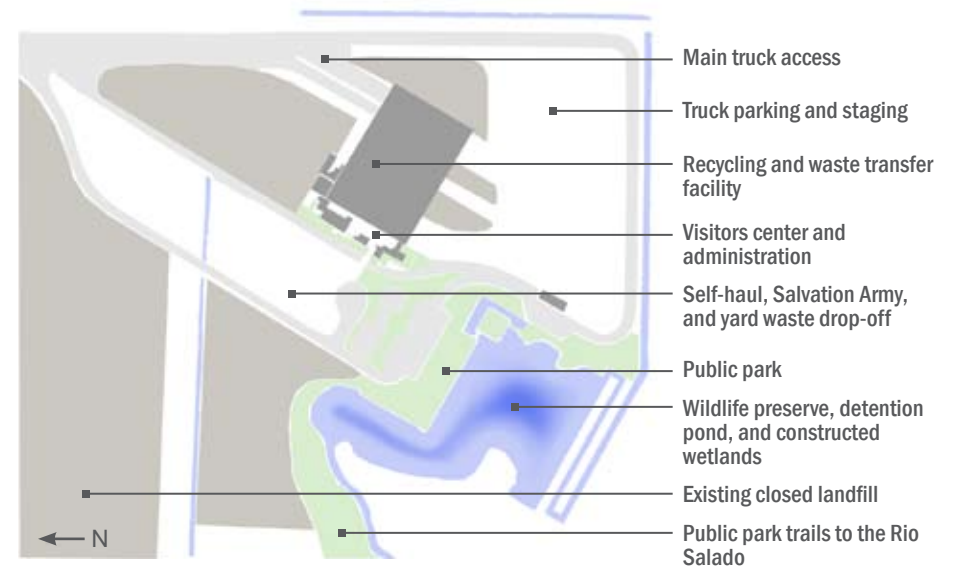 Main truck access
Truck parking and staging
Recycling and waste transfer
facility
Visitors center and
administration
Self-haul, Salvation Army,
and yard waste drop-off
Public park
Wildlife preserve, detention
pond, and constructed
wetlands
Existing closed landfill
N
Public park trails to the Rio
Salado